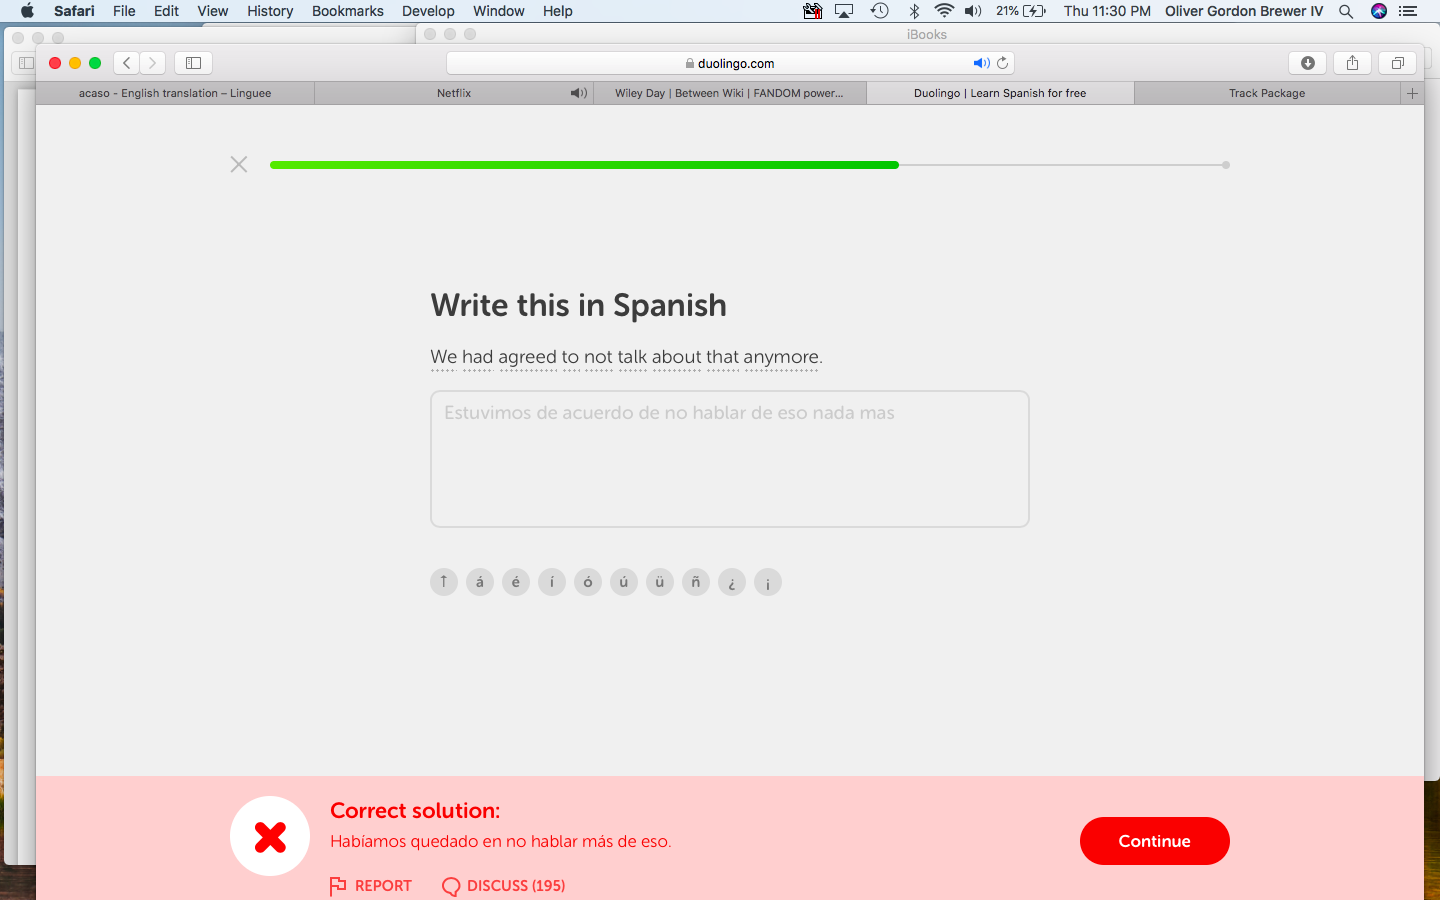 Safari File Edit View History Bookmarks Develop Window Help 21% Thu 11:30 PM Oliver Gordon Brewer IV
iBooks
duolingo.com
acaso - English translation – Linguee Netflix Wiley Day | Between Wiki | FANDOM power... Duolingo | Learn Spanish for free Track Package
Write this in Spanish
We had agreed to not talk about that anymore.
Estuvimos de acuerdo de no hablar de eso nada mas
↑ á é í ó ú ü ñ ¿ ¡
Correct solution:
Habíamos quedado en no hablar más de eso.
Continue
REPORT DISCUSS (195)